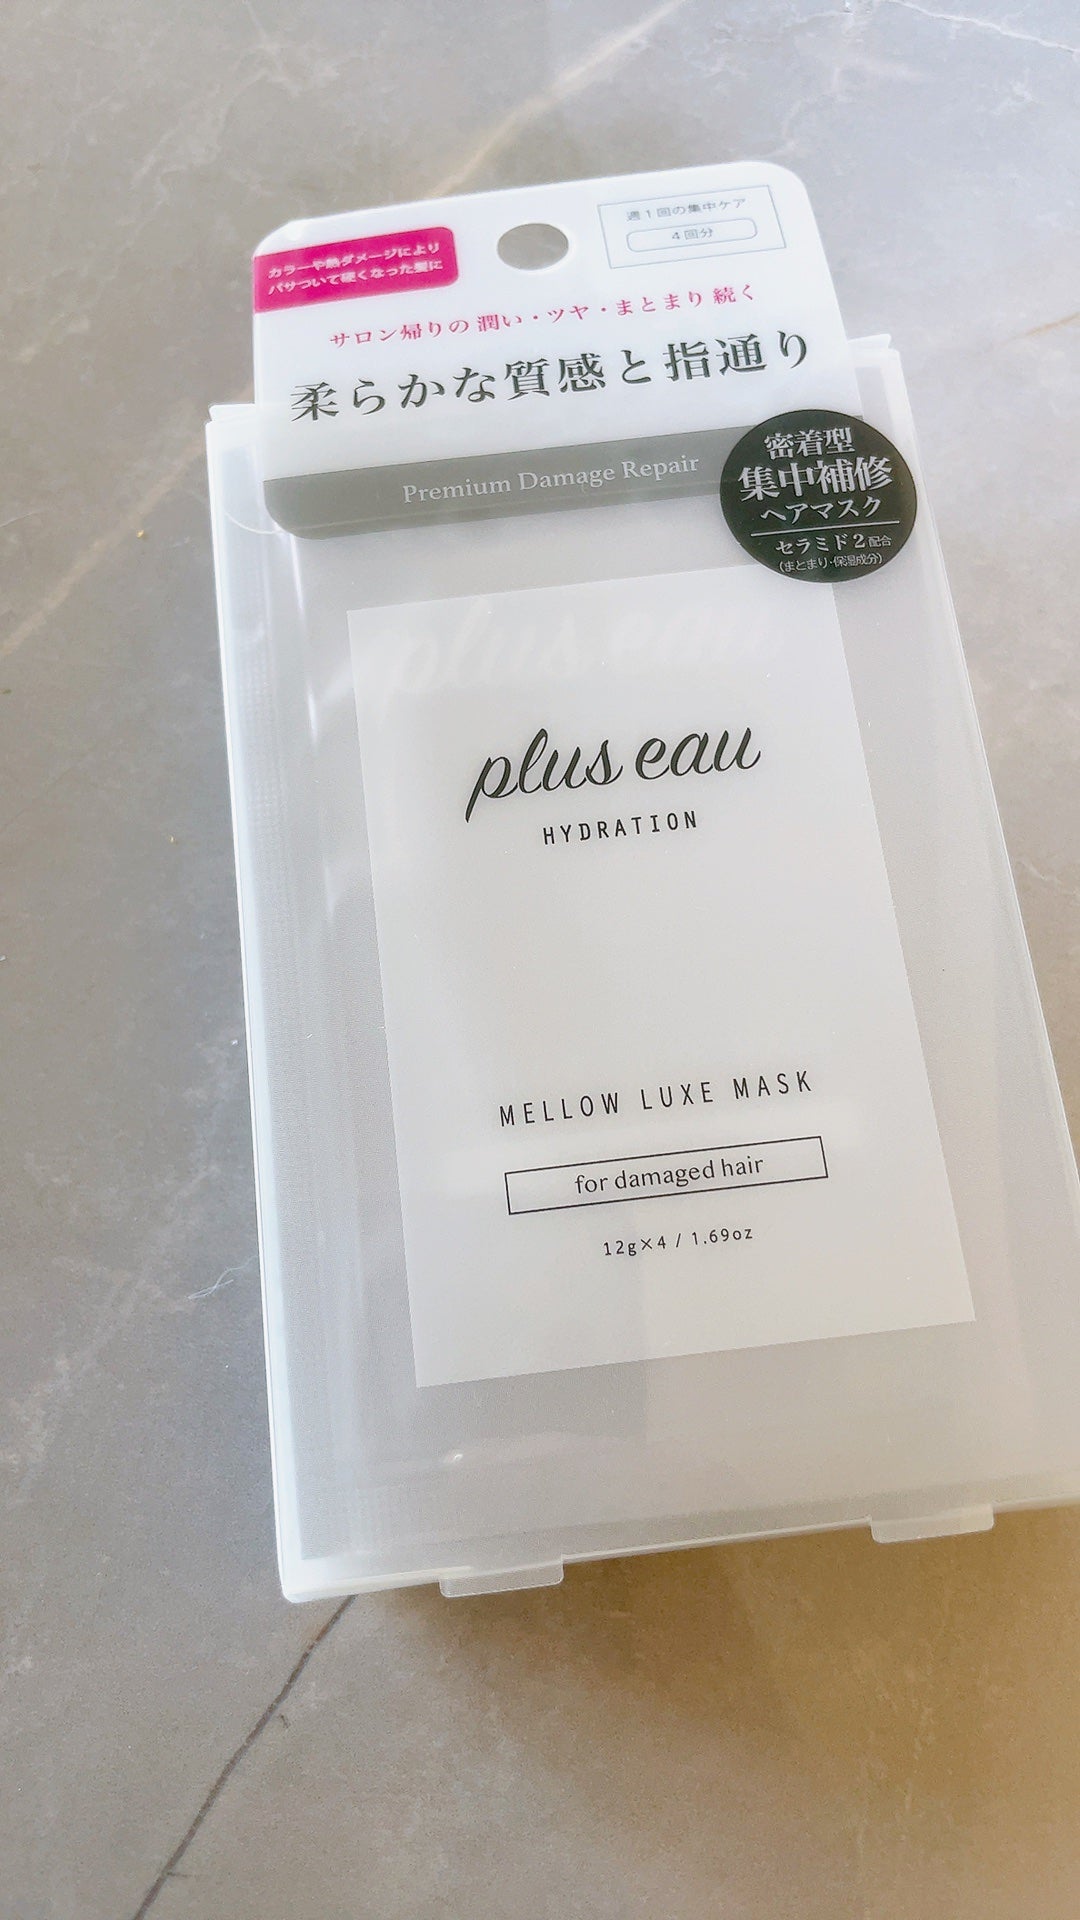 カラーや熱ダメージにより
パサついて硬くなった髪に
週1回の集中ケア
4回分
サロン帰りの潤い・ツヤ・まとまり続く
柔らかな質感と指通り
Premium Damage Repair
密着型
集中補修
ヘアマスク
セラミド2配合
(まとまり・保湿成分)
plus eau
plus eau
HYDRATION
MELLOW LUXE MASK
for damaged hair
12g×4 / 1.69oz